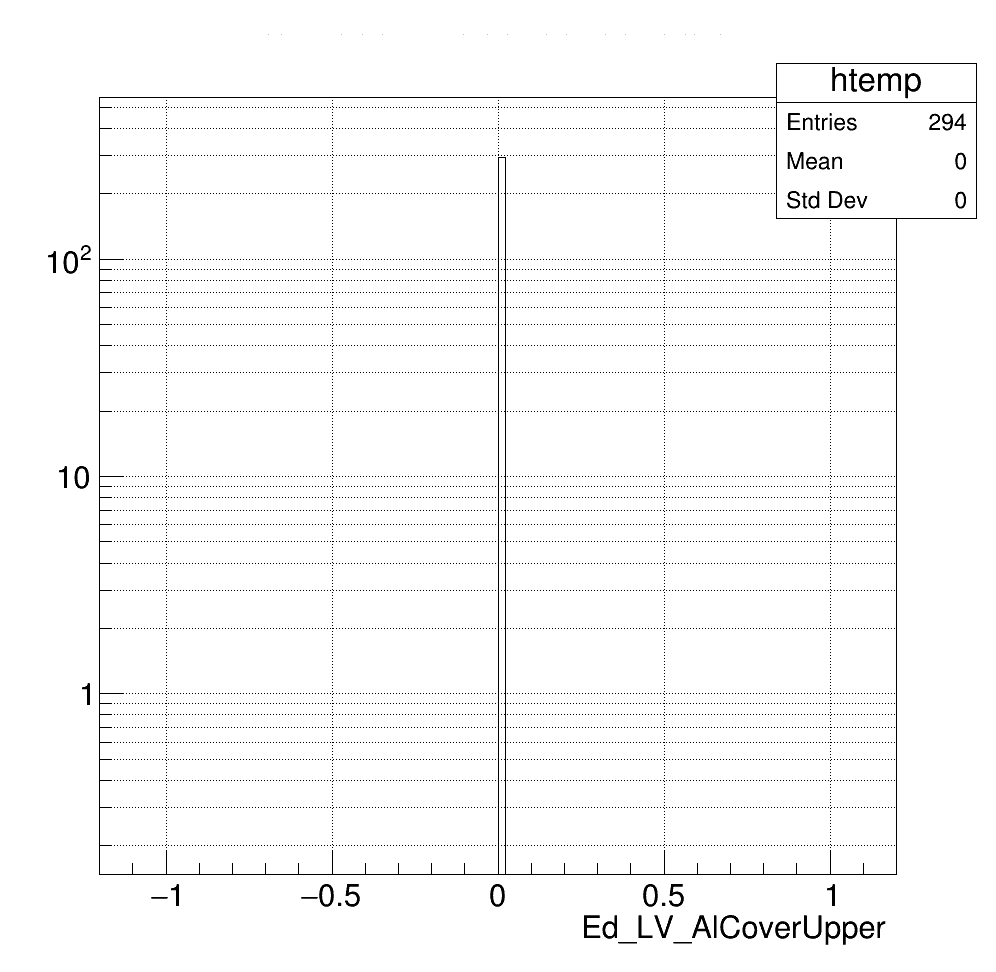 htemp
Entries 294
Mean 0
Std Dev 0
10²
10
1
−1 −0.5 0 0.5 1
Ed_LV_AlCoverUpper